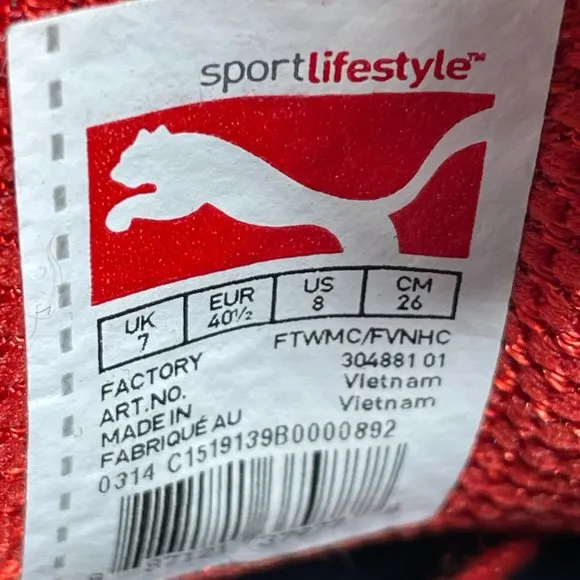 sportlifestyle™
UK EUR US CM
7 40½ 8 26
FACTORY FTWMC/FVNHC
ART.NO. 304881 01
MADE IN Vietnam
FABRIQUÉ AU Vietnam
0314 C1519139B0000892